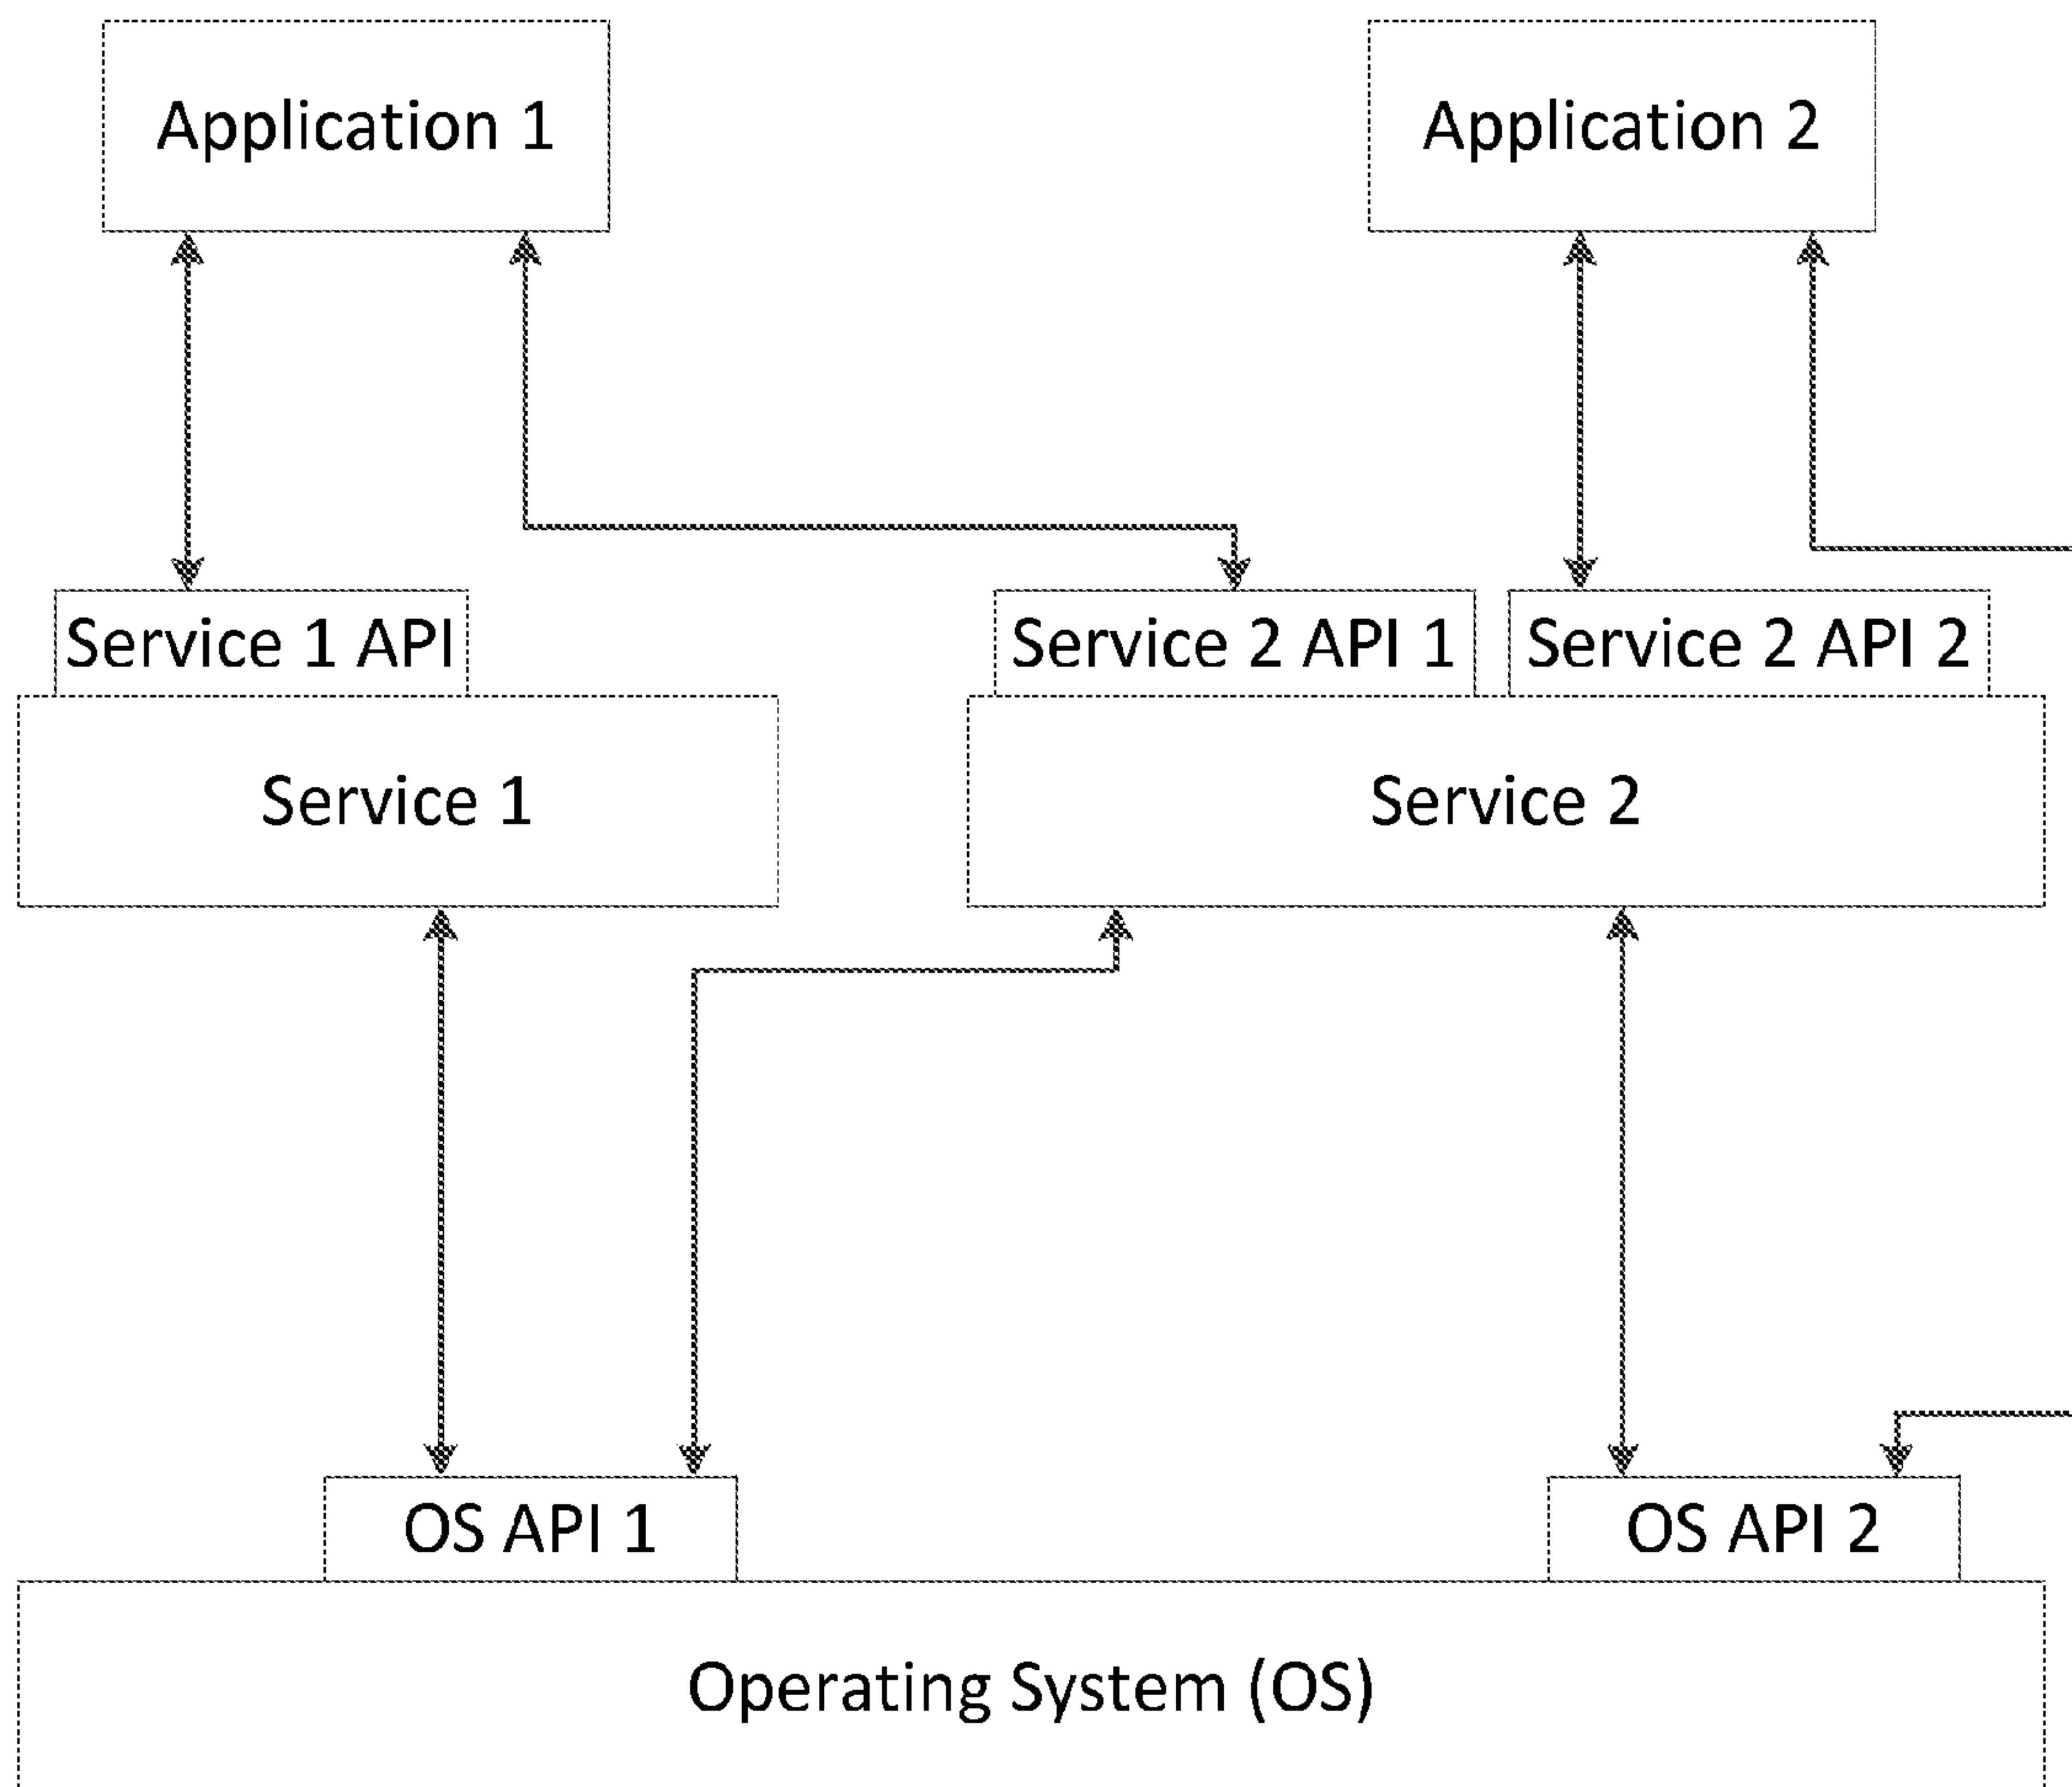 Application 1
Application 2
Service 1 API
Service 2 API 1
Service 2 API 2
Service 1
Service 2
OS API 1
OS API 2
Operating System (OS)